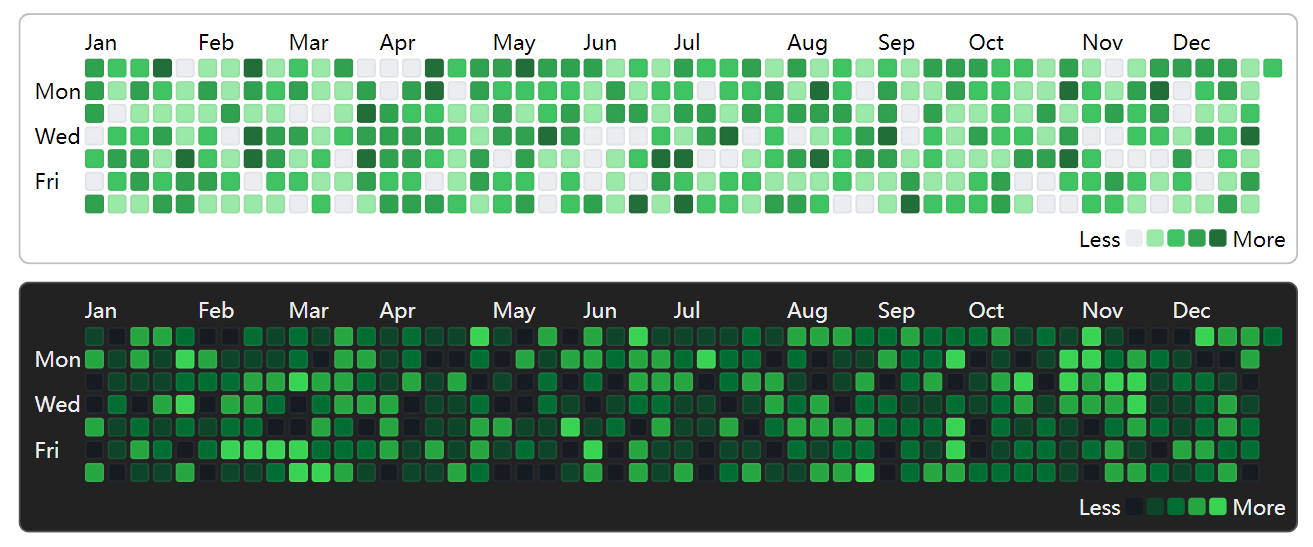 Jan Feb Mar Apr May Jun Jul Aug Sep Oct Nov Dec
Mon
Wed
Fri
Less More
Jan Feb Mar Apr May Jun Jul Aug Sep Oct Nov Dec
Mon
Wed
Fri
Less More